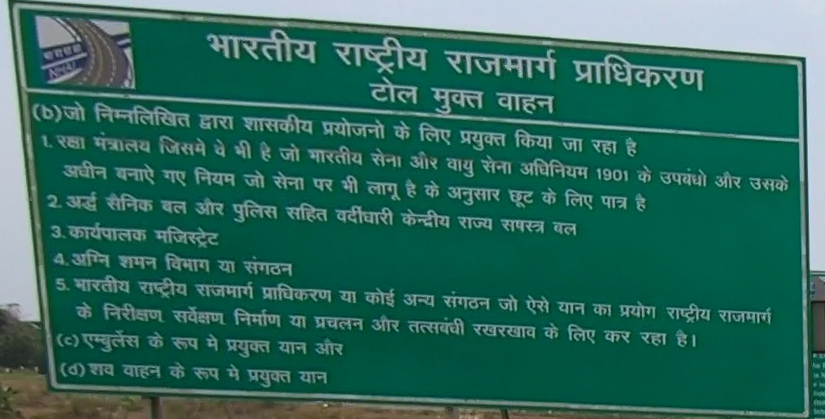 भारतीय राष्ट्रीय राजमार्ग प्राधिकरण
टोल मुक्त वाहन
(b)जो निम्नलिखित द्वारा शासकीय प्रयोजनो के लिए प्रयुक्त किया जा रहा है
1. रक्षा मंत्रालय जिसमे वे भी है जो भारतीय सेना और वायु सेना अधिनियम 1901 के उपबंधो और उसके
अधीन बनाऐ गए नियम जो सेना पर भी लागू है के अनुसार छूट के लिए पात्र है
2. अर्द्ध सैनिक बल और पुलिस सहित वर्दीधारी केन्द्रीय राज्य सषस्त्र बल
3. कार्यपालक मजिस्ट्रेट
4. अग्नि शमन विभाग या संगठन
5. भारतीय राष्ट्रीय राजमार्ग प्राधिकरण या कोई अन्य संगठन जो ऐसे यान का प्रयोग राष्ट्रीय राजमार्ग
के निरीक्षण सर्वेक्षण निर्माण या प्रचलन और तत्सबंधी रखरखाव के लिए कर रहा है।
(c) एम्बुलेंस के रूप मे प्रयुक्त यान और
(d) शव वाहन के रूप मे प्रयुक्त यान